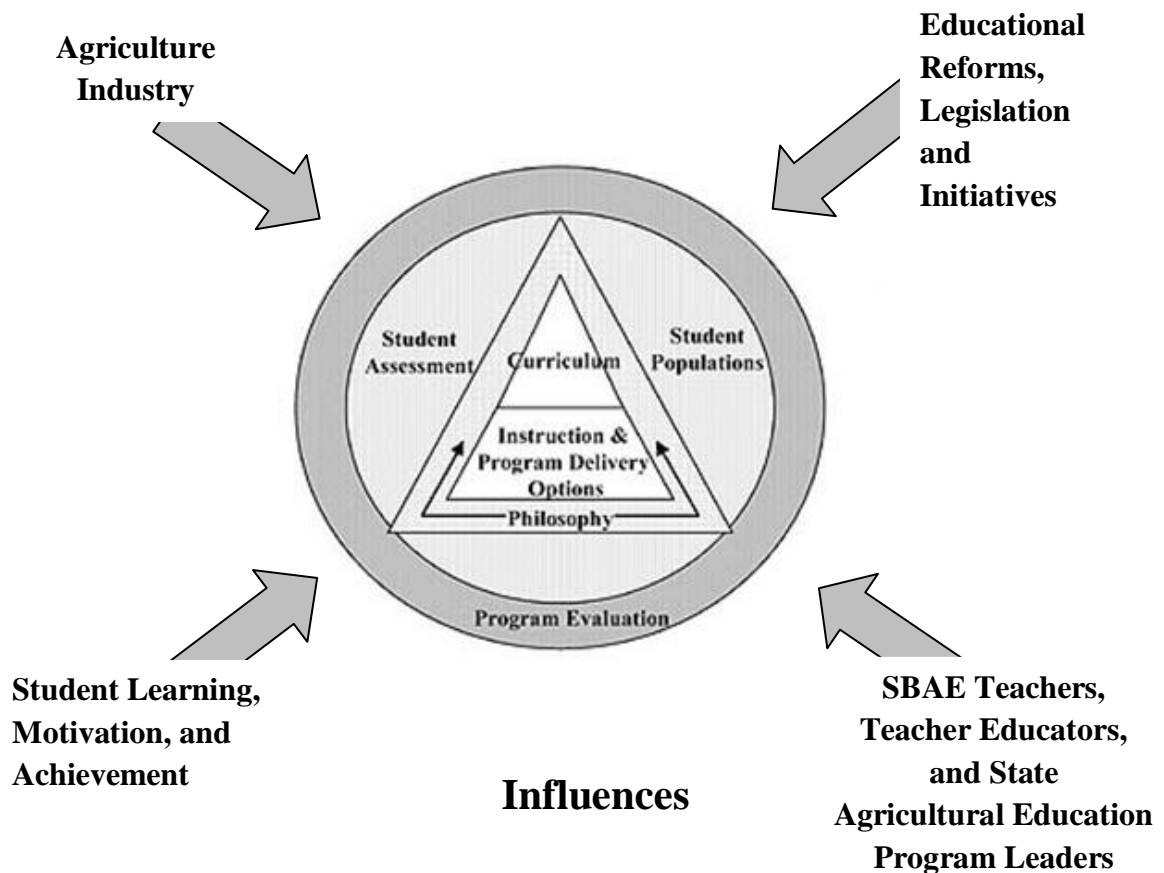 Agriculture
Industry
Educational
Reforms,
Legislation
and
Initiatives
Student
Assessment
Curriculum
Student
Populations
Instruction &
Program Delivery
Options
Philosophy
Program Evaluation
Student Learning,
Motivation, and
Achievement
Influences
SBAE Teachers,
Teacher Educators,
and State
Agricultural Education
Program Leaders